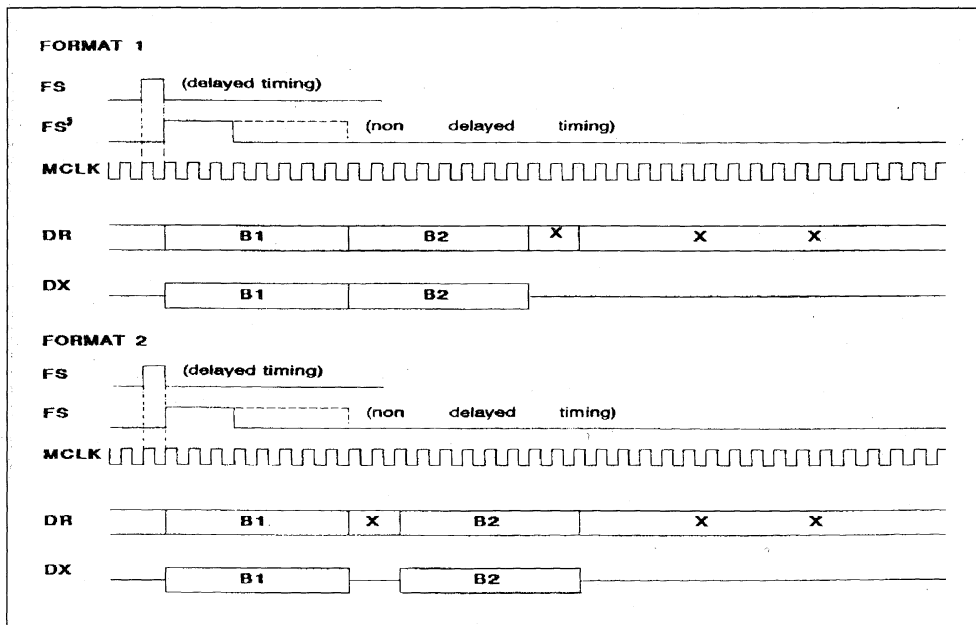 FORMAT 1
FS (delayed timing)
FS⁵ (non delayed timing)
MCLK
DR B1 B2 X X X
DX B1 B2
FORMAT 2
FS (delayed timing)
FS (non delayed timing)
MCLK
DR B1 X B2 X X
DX B1 B2